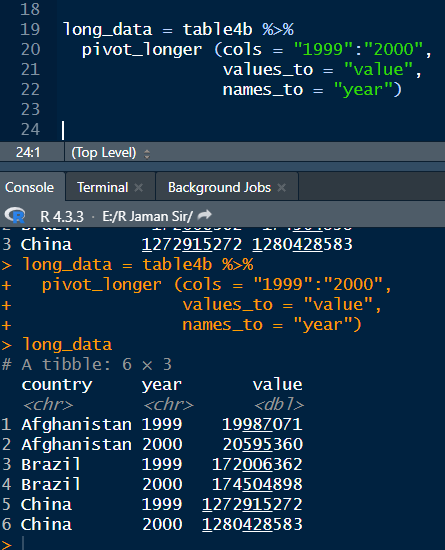 18
19 long_data = table4b %>%
20 pivot_longer (cols = "1999":"2000",
21 values_to = "value",
22 names_to = "year")
23
24
24:1 (Top Level)
Console Terminal × Background Jobs ×
R 4.3.3 · E:/R Jaman Sir/
3 China 1272915272 1280428583
> long_data = table4b %>%
+ pivot_longer (cols = "1999":"2000",
+ values_to = "value",
+ names_to = "year")
> long_data
# A tibble: 6 × 3
country year value
<chr> <chr> <dbl>
1 Afghanistan 1999 19987071
2 Afghanistan 2000 20595360
3 Brazil 1999 172006362
4 Brazil 2000 174504898
5 China 1999 1272915272
6 China 2000 1280428583
>